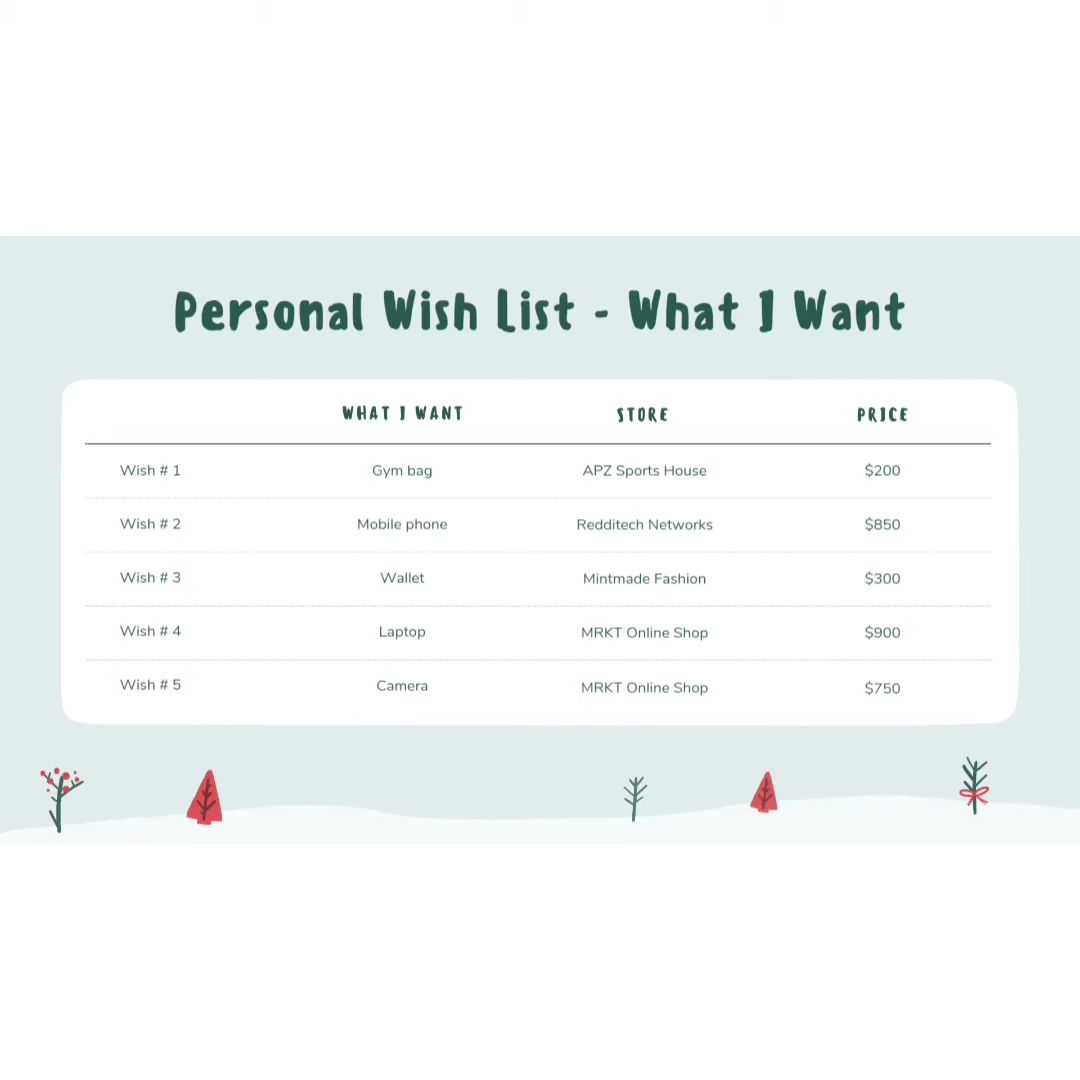 Personal Wish List - What I Want
WHAT I WANT STORE PRICE
Wish # 1 Gym bag APZ Sports House $200
Wish # 2 Mobile phone Redditech Networks $850
Wish # 3 Wallet Mintmade Fashion $300
Wish # 4 Laptop MRKT Online Shop $900
Wish # 5 Camera MRKT Online Shop $750